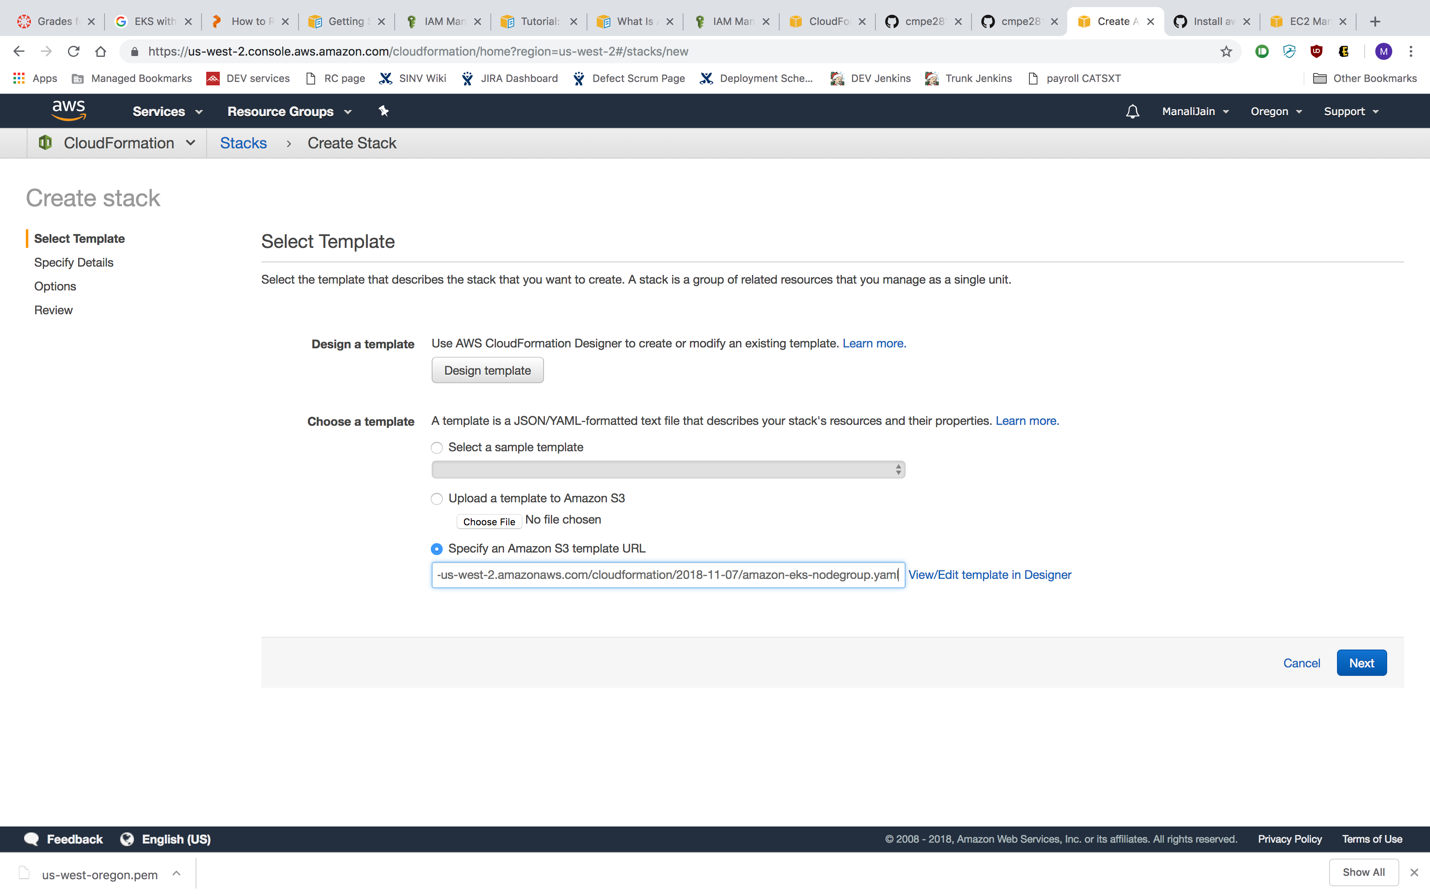 Grades f
EKS with
How to R
Getting S
IAM Man
Tutorial:
What Is
IAM Man
CloudFo
cmpe28
cmpe28
Create A
Install aw
EC2 Man
https://us-west-2.console.aws.amazon.com/cloudformation/home?region=us-west-2#/stacks/new
M
Apps
Managed Bookmarks
DEV services
RC page
SINV Wiki
JIRA Dashboard
Defect Scrum Page
Deployment Sche...
DEV Jenkins
Trunk Jenkins
payroll CATSXT
Other Bookmarks
aws
Services
Resource Groups
ManaliJain
Oregon
Support
CloudFormation
Stacks
Create Stack
Create stack
Select Template
Specify Details
Options
Review
Select Template
Select the template that describes the stack that you want to create. A stack is a group of related resources that you manage as a single unit.
Design a template
Use AWS CloudFormation Designer to create or modify an existing template. Learn more.
Design template
Choose a template
A template is a JSON/YAML-formatted text file that describes your stack's resources and their properties. Learn more.
Select a sample template
Upload a template to Amazon S3
Choose File No file chosen
Specify an Amazon S3 template URL
-us-west-2.amazonaws.com/cloudformation/2018-11-07/amazon-eks-nodegroup.yaml
View/Edit template in Designer
Cancel
Next
Feedback
English (US)
© 2008 - 2018, Amazon Web Services, Inc. or its affiliates. All rights reserved.
Privacy Policy
Terms of Use
us-west-oregon.pem
Show All